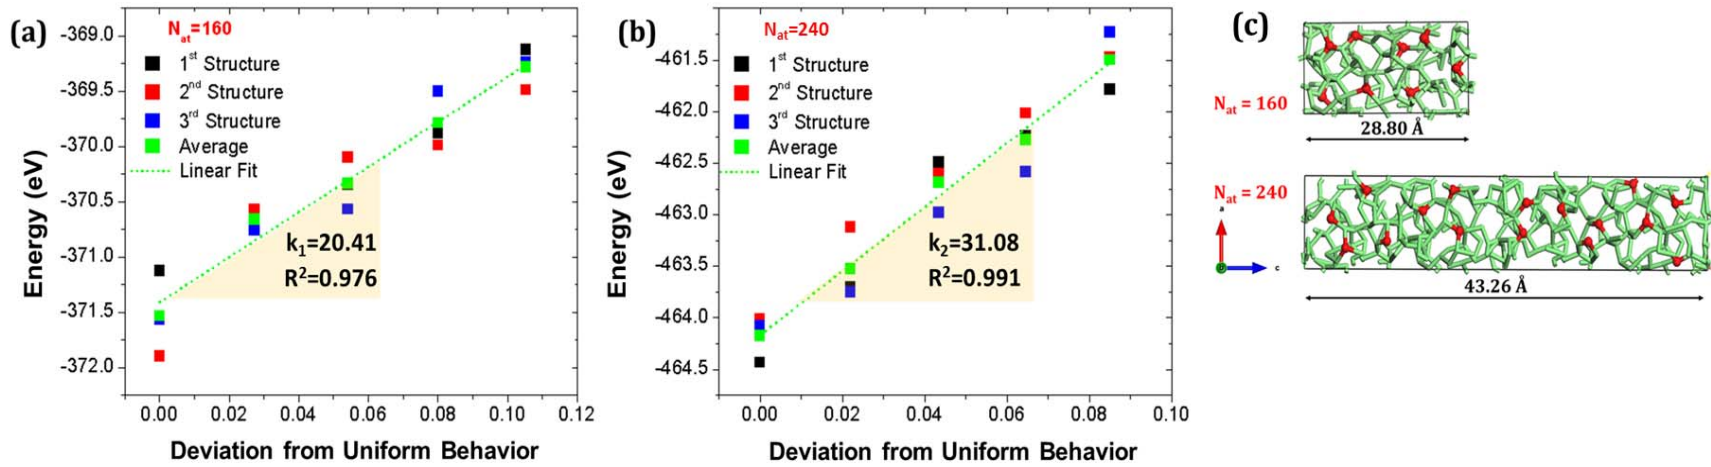 (a)
N_at=160
1st Structure
2nd Structure
3rd Structure
Average
Linear Fit
k1=20.41
R²=0.976
Energy (eV)
-369.0
-369.5
-370.0
-370.5
-371.0
-371.5
-372.0
0.00 0.02 0.04 0.06 0.08 0.10 0.12
Deviation from Uniform Behavior
(b)
N_at=240
1st Structure
2nd Structure
3rd Structure
Average
Linear Fit
k2=31.08
R²=0.991
Energy (eV)
-461.5
-462.0
-462.5
-463.0
-463.5
-464.0
-464.5
0.00 0.02 0.04 0.06 0.08 0.10
Deviation from Uniform Behavior
(c)
N_at = 160
28.80 Å
N_at = 240
a
c
43.26 Å